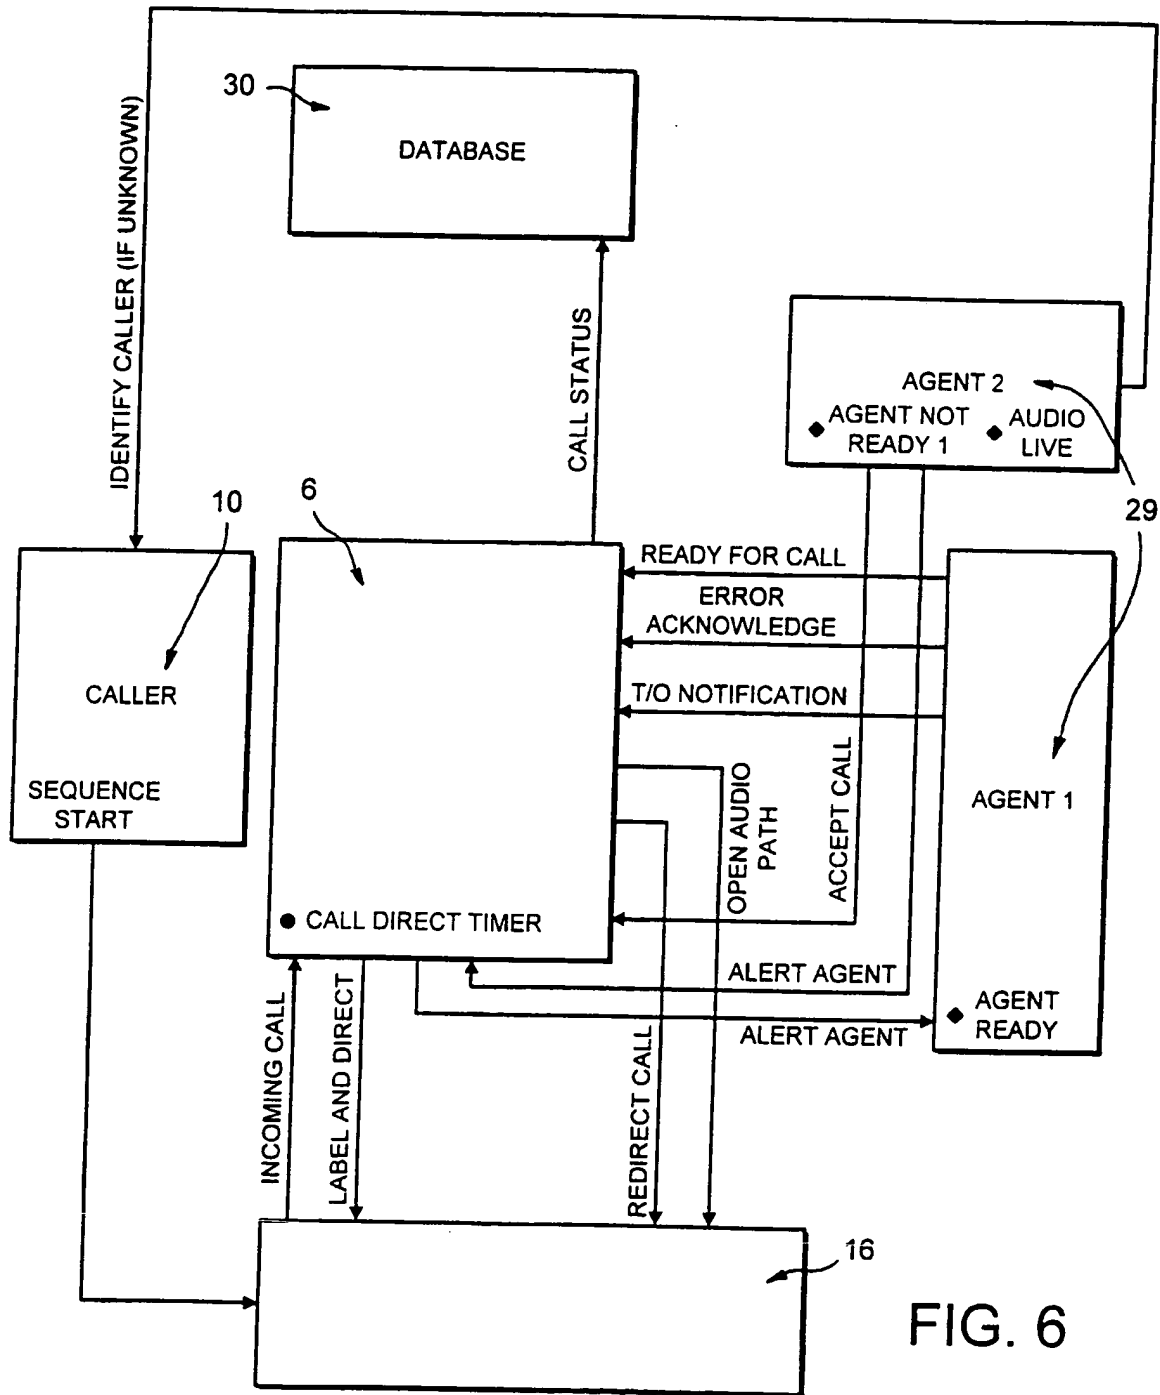 30
DATABASE
IDENTIFY CALLER (IF UNKNOWN)
CALL STATUS
AGENT 2
◆ AGENT NOT
READY 1
◆ AUDIO
LIVE
10
6
29
READY FOR CALL
ERROR
ACKNOWLEDGE
T/O NOTIFICATION
CALLER
SEQUENCE
START
AGENT 1
OPEN AUDIO
PATH
ACCEPT CALL
● CALL DIRECT TIMER
ALERT AGENT
◆ AGENT
READY
ALERT AGENT
INCOMING CALL
LABEL AND DIRECT
REDIRECT CALL
16
FIG. 6